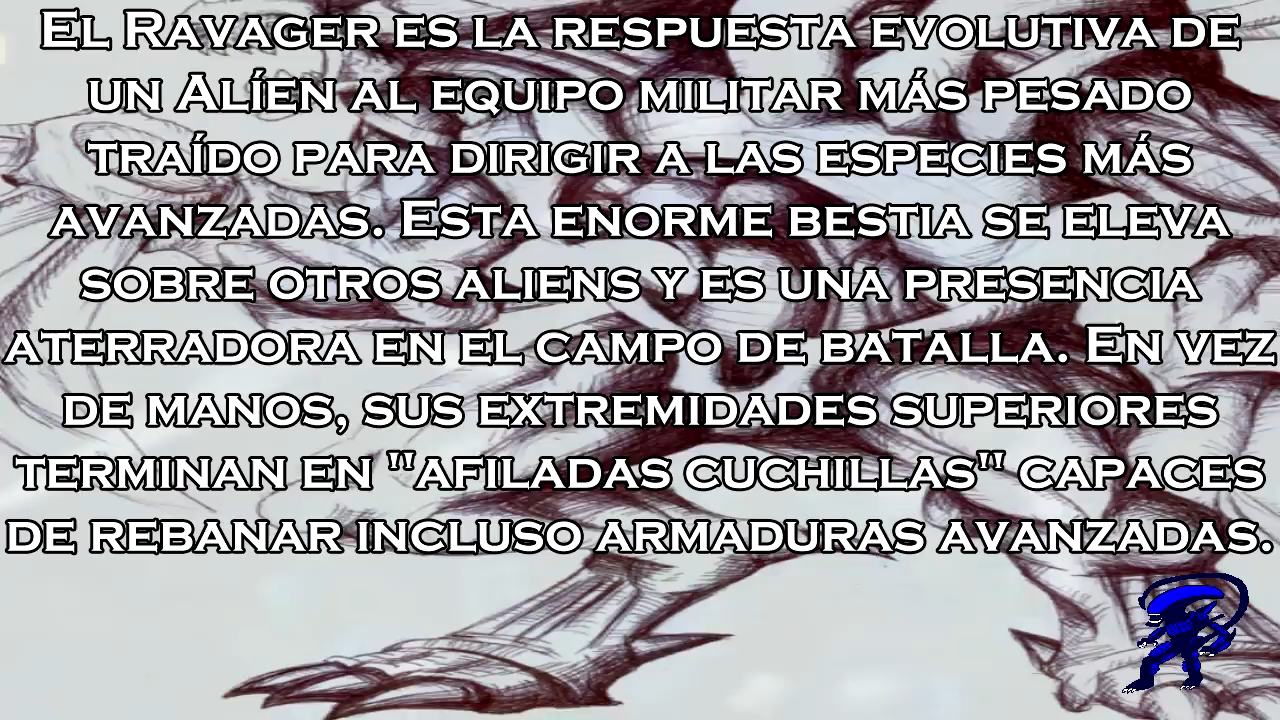 El Ravager es la respuesta evolutiva de
un Alíen al equipo militar más pesado
traído para dirigir a las especies más
avanzadas. Esta enorme bestia se eleva
sobre otros aliens y es una presencia
aterradora en el campo de batalla. En vez
de manos, sus extremidades superiores
terminan en "afiladas cuchillas" capaces
de rebanar incluso armaduras avanzadas.